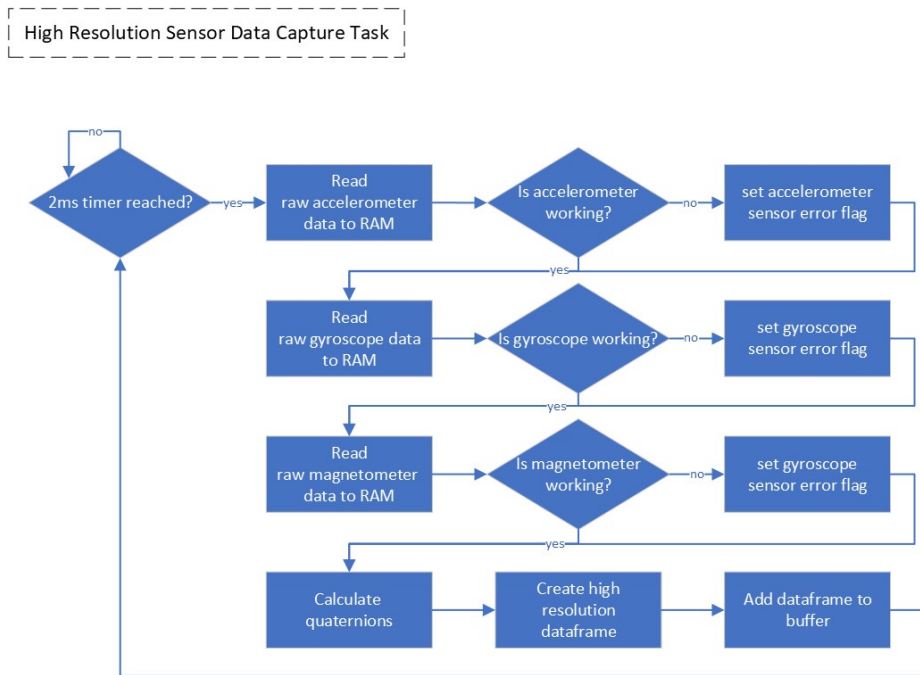 High Resolution Sensor Data Capture Task
no
2ms timer reached?
yes
Read
raw accelerometer
data to RAM
Is accelerometer
working?
no
set accelerometer
sensor error flag
yes
Read
raw gyroscope data
to RAM
Is gyroscope working?
no
set gyroscope
sensor error flag
yes
Read
raw magnetometer
data to RAM
Is magnetometer
working?
no
set gyroscope
sensor error flag
yes
Calculate
quaternions
Create high
resolution
dataframe
Add dataframe to
buffer